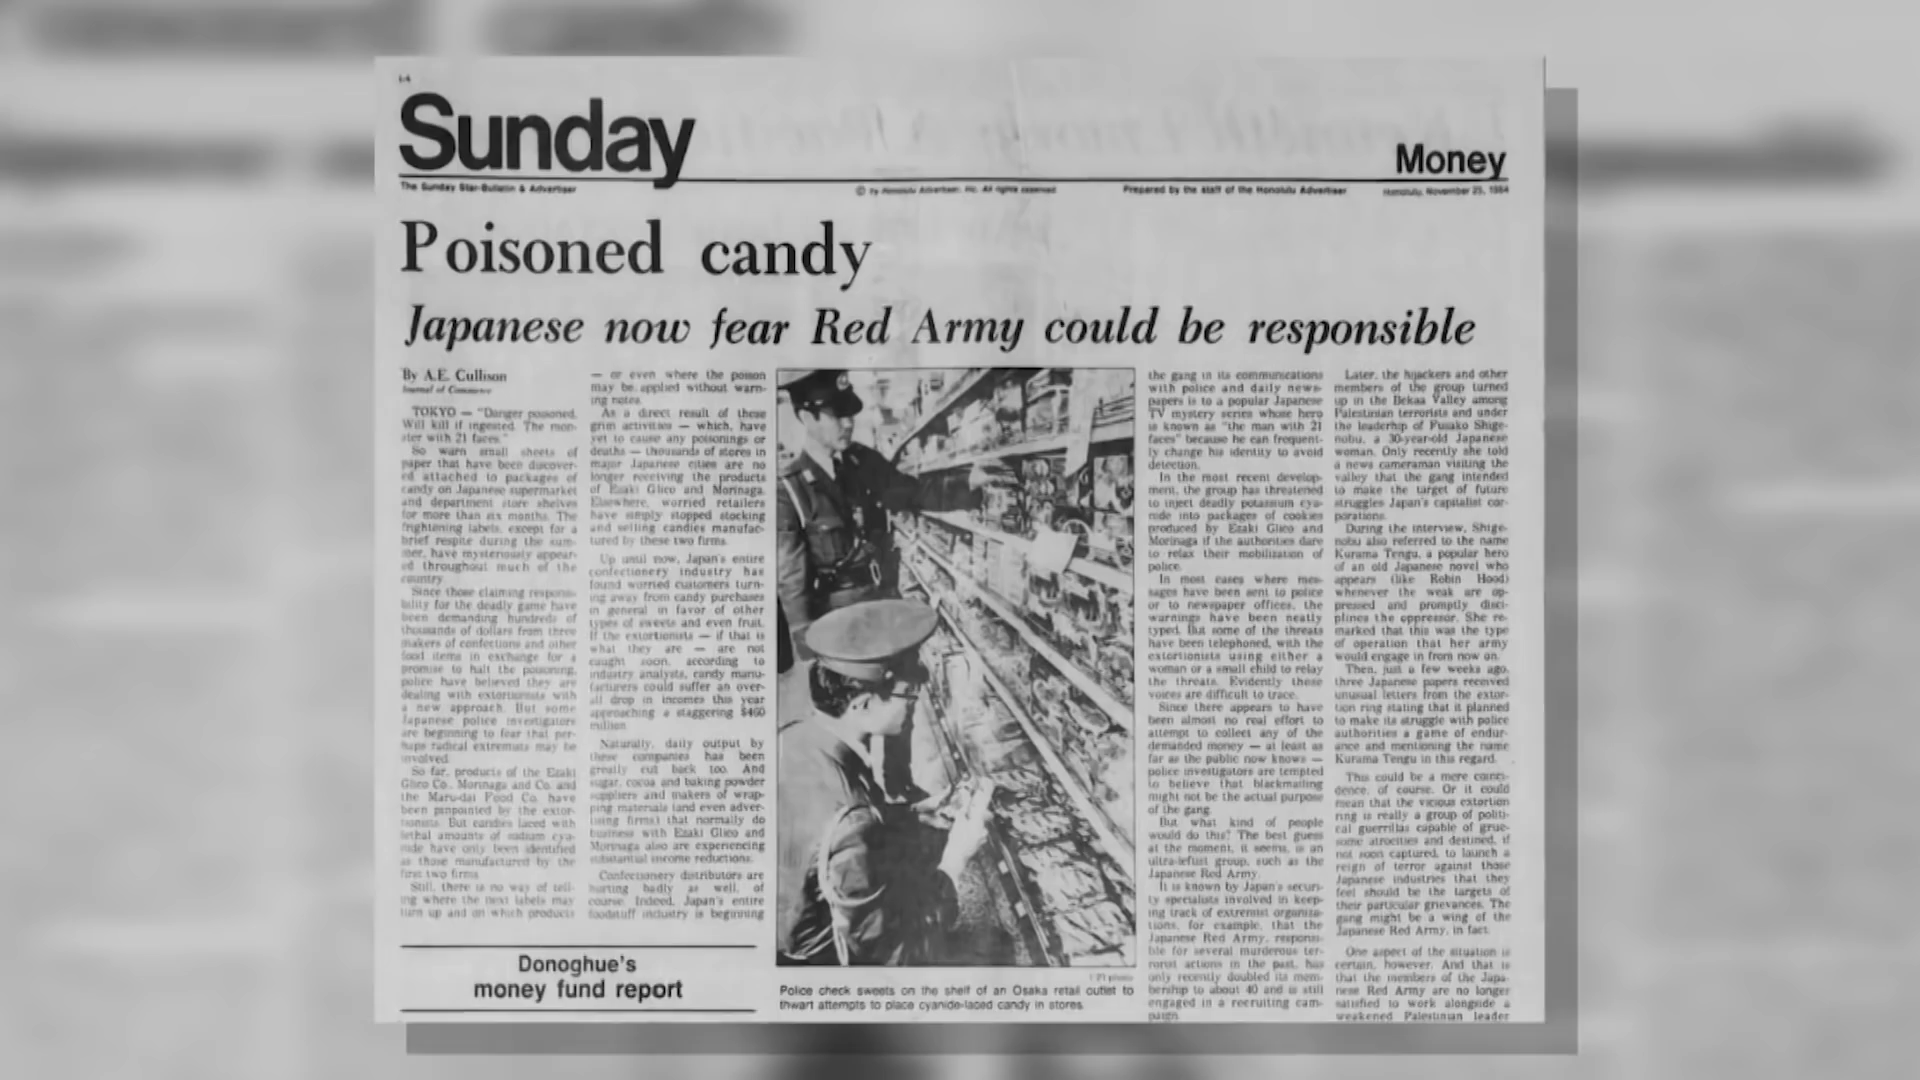 Sunday
Money
The Sunday Star-Bulletin & Advertiser
© by Honolulu Advertiser, Inc. All rights reserved
Prepared by the staff of the Honolulu Advertiser
Honolulu, November 25, 1984
Poisoned candy
Japanese now fear Red Army could be responsible
By A.E. Cullison
Journal of Commerce
TOKYO — "Danger poisoned.
Will kill if ingested. The mon-
ster with 21 faces."
So warn small sheets of
paper that have been discover-
ed attached to packages of
candy on Japanese supermarket
and department store shelves
for more than six months. The
frightening labels, except for a
brief respite during the sum-
mer, have mysteriously appear-
ed throughout much of the
country.
Since those claiming responsi-
bility for the deadly game have
been demanding hundreds of
thousands of dollars from three
makers of confections and other
food items in exchange for a
promise to halt the poisoning,
police have believed they are
dealing with extortionists with
a new approach. But some
Japanese police investigators
are beginning to fear that per-
haps radical extremists may be
involved.
So far, products of the Ezaki
Glico Co., Morinaga and Co. and
the Maru-dai Food Co. have
been pinpointed by the extor-
tionists. But candies laced with
lethal amounts of sodium cya-
nide have only been identified
as those manufactured by the
first two firms.
Still, there is no way of tell-
ing where the next labels may
turn up and on which products
— or even where the poison
may be applied without warn-
ing notes.
As a direct result of these
grim activities — which, have
yet to cause any poisonings or
deaths — thousands of stores in
major Japanese cities are no
longer receiving the products
of Ezaki Glico and Morinaga.
Elsewhere, worried retailers
have simply stopped stocking
and selling candies manufac-
tured by these two firms.
Up until now, Japan's entire
confectionery industry has
found worried customers turn-
ing away from candy purchases
in general in favor of other
types of sweets and even fruit.
If the extortionists — if that is
what they are — are not
caught soon, according to
industry analysts, candy manu-
facturers could suffer an over-
all drop in incomes this year
approaching a staggering $460
million.
Naturally, daily output by
these companies has been
greatly cut back too. And
sugar, cocoa and baking powder
suppliers and makers of wrap-
ping materials (and even adver-
tising firms) that normally do
business with Ezaki Glico and
Morinaga also are experiencing
substantial income reductions.
Confectionery distributors are
hurting badly as well, of
course. Indeed, Japan's entire
foodstuff industry is beginning
Donoghue's
money fund report
UPI photo
Police check sweets on the shelf of an Osaka retail outlet to
thwart attempts to place cyanide-laced candy in stores.
the gang in its communications
with police and daily news-
papers is to a popular Japanese
TV mystery series whose hero
is known as "the man with 21
faces" because he can frequent-
ly change his identity to avoid
detection.
In the most recent develop-
ment, the group has threatened
to inject deadly potassium cya-
nide into packages of cookies
produced by Ezaki Glico and
Morinaga if the authorities dare
to relax their mobilization of
police.
In most cases where mes-
sages have been sent to police
or to newspaper offices, the
warnings have been neatly
typed. But some of the threats
have been telephoned, with the
extortionists using either a
woman or a small child to relay
the threats. Evidently those
voices are difficult to trace.
Since there appears to have
been almost no real effort to
attempt to collect any of the
demanded money — at least as
far as the public now knows —
police investigators are tempted
to believe that blackmailing
might not be the actual purpose
of the gang.
But what kind of people
would do this? The best guess
at the moment, it seems, is an
ultra-leftist group, such as the
Japanese Red Army.
It is known by Japan's securi-
ty specialists involved in keep-
ing track of extremist organiza-
tions, for example, that the
Japanese Red Army, responsi-
ble for several murderous ter-
rorist actions in the past, has
only recently doubled its mem-
bership to about 40 and is still
engaged in a recruiting cam-
paign.
Later, the hijackers and other
members of the group turned
up in the Bekaa Valley among
Palestinian terrorists and under
the leaderhip of Fusako Shige-
nobu, a 30-year-old Japanese
woman. Only recently she told
a news cameraman visiting the
valley that the gang intended
to make the target of future
struggles Japan's capitalist cor-
porations.
During the interview, Shige-
nobu also referred to the name
Kurama Tengu, a popular hero
of an old Japanese novel who
appears (like Robin Hood)
whenever the weak are op-
pressed and promptly disci-
plines the oppressor. She re-
marked that this was the type
of operation that her army
would engage in from now on.
Then, just a few weeks ago,
three Japanese papers received
unusual letters from the extor-
tion ring stating that it planned
to make its struggle with police
authorities a game of endur-
ance and mentioning the name
Kurama Tengu in this regard.
This could be a mere coinci-
dence, of course. Or it could
mean that the vicious extortion
ring is really a group of politi-
cal guerrillas capable of grue-
some atrocities and destined, if
not soon captured, to launch a
reign of terror against those
Japanese industries that they
feel should be the targets of
their particular grievances. The
gang might be a wing of the
Japanese Red Army, in fact.
One aspect of the situation is
certain, however. And that is
that the members of the Japa-
nese Red Army are no longer
satisfied to work alongside a
weakened Palestinian leader